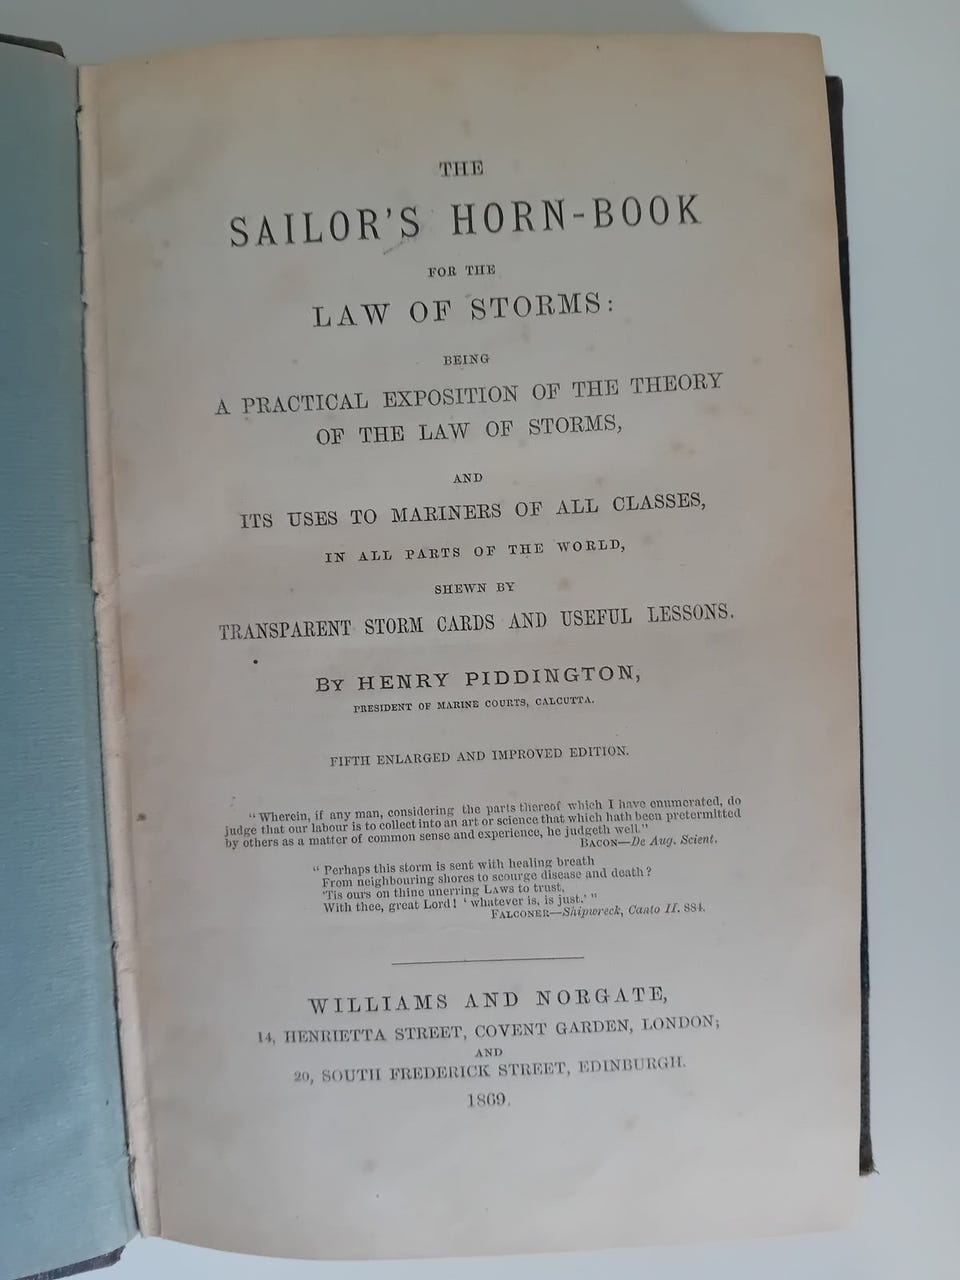 THE
SAILOR'S HORN-BOOK
FOR THE
LAW OF STORMS:
BEING
A PRACTICAL EXPOSITION OF THE THEORY
OF THE LAW OF STORMS,
AND
ITS USES TO MARINERS OF ALL CLASSES,
IN ALL PARTS OF THE WORLD,
SHEWN BY
TRANSPARENT STORM CARDS AND USEFUL LESSONS.
BY HENRY PIDDINGTON,
PRESIDENT OF MARINE COURTS, CALCUTTA.
FIFTH ENLARGED AND IMPROVED EDITION.
"Wherein, if any man, considering the parts thereof which I have enumerated, do
judge that our labour is to collect into an art or science that which hath been pretermitted
by others as a matter of common sense and experience, he judgeth well."
BACON—De Aug. Scient.
"Perhaps this storm is sent with healing breath
From neighbouring shores to scourge disease and death?
'Tis ours on thine unerring LAWS to trust,
With thee, great Lord! 'whatever is, is just.'"
FALCONER—Shipwreck, Canto II. 884.
WILLIAMS AND NORGATE,
14, HENRIETTA STREET, COVENT GARDEN, LONDON;
AND
20, SOUTH FREDERICK STREET, EDINBURGH.
1869.